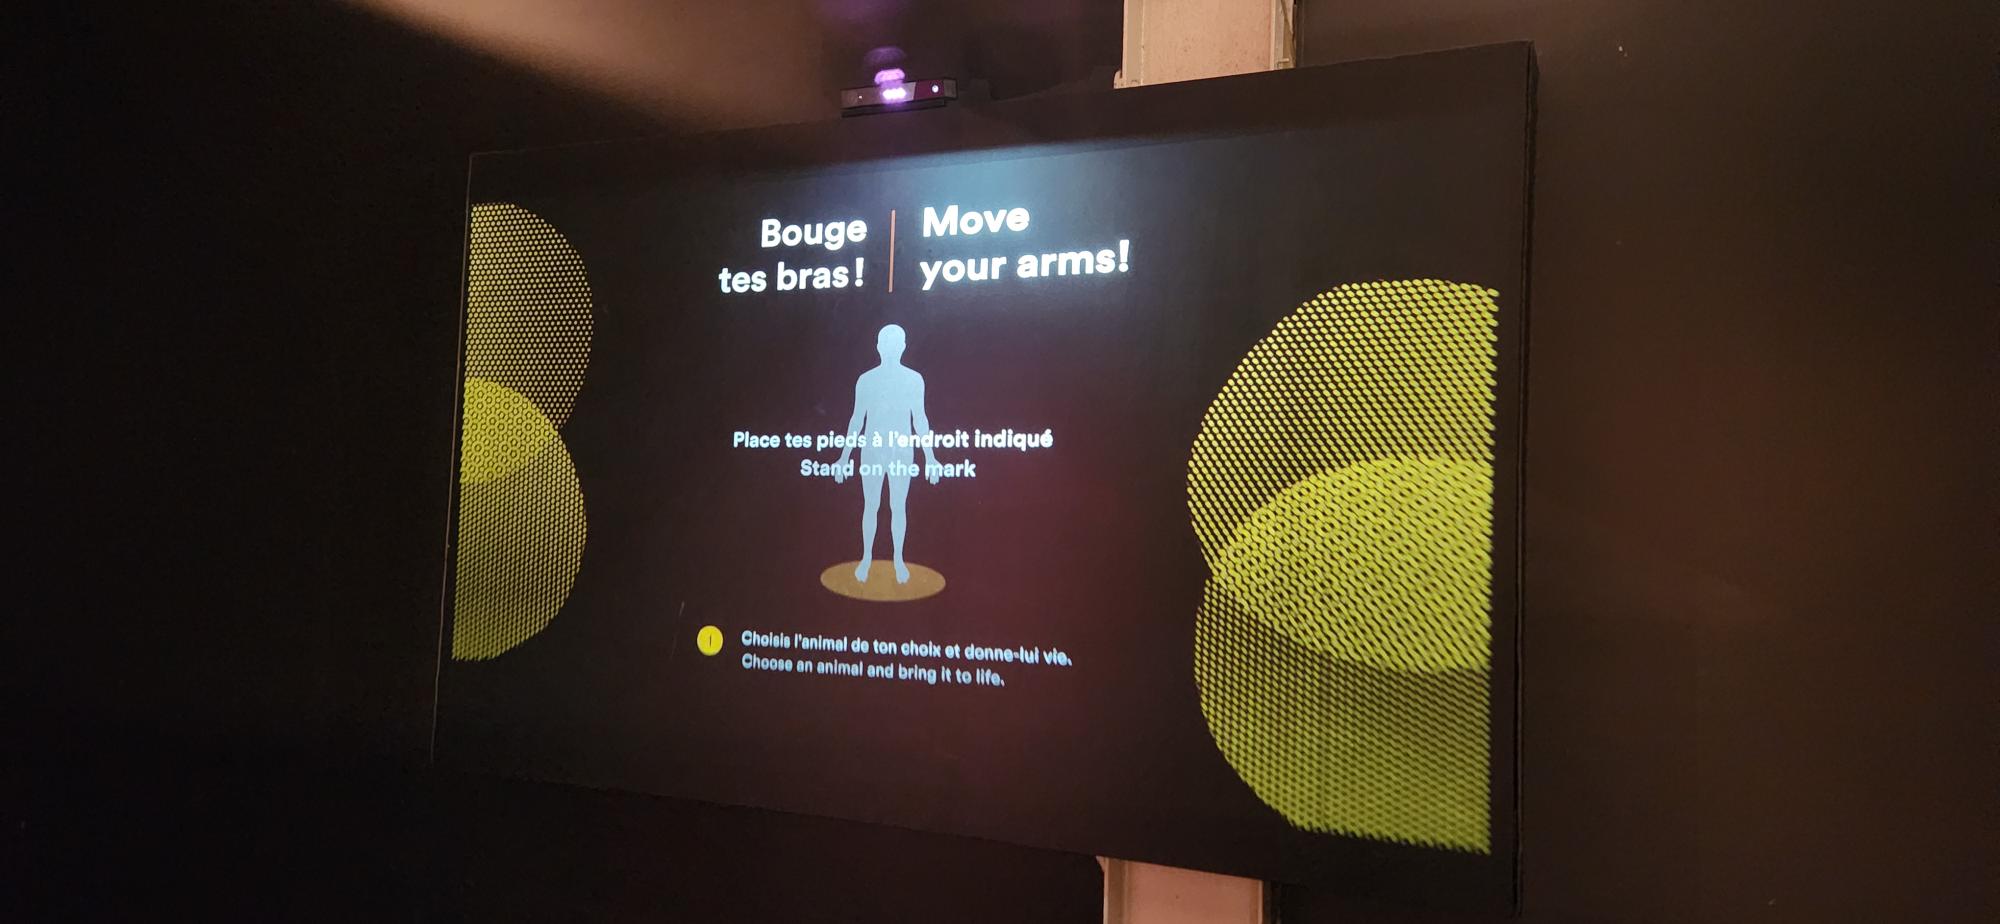 Bouge
tes bras !
Move
your arms!
Place tes pieds à l'endroit indiqué
Stand on the mark
1
Choisis l'animal de ton choix et donne-lui vie.
Choose an animal and bring it to life.